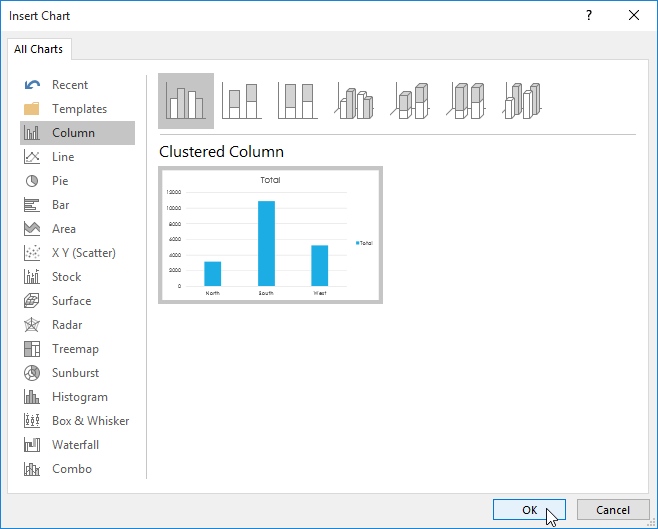 Insert Chart
?
All Charts
Recent
Templates
Column
Line
Pie
Bar
Area
X Y (Scatter)
Stock
Surface
Radar
Treemap
Sunburst
Histogram
Box & Whisker
Waterfall
Combo
Clustered Column
Total
12000
10000
8000
6000
4000
2000
0
North South West
Total
OK Cancel